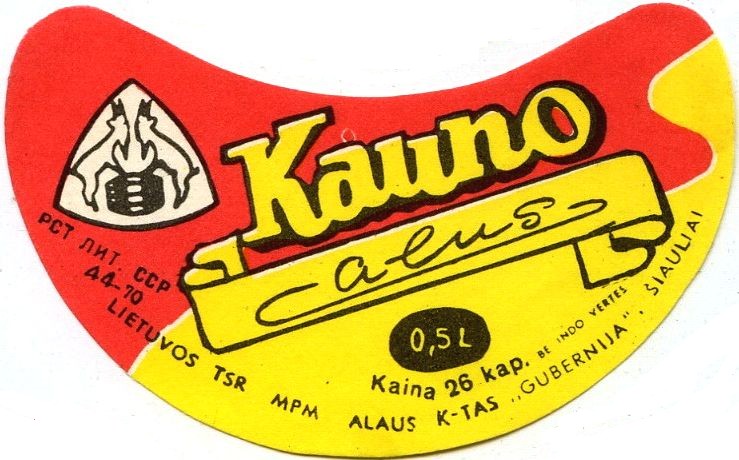 Kauno
alus
РСТ ЛИТ. ССР
44-70
0,5 L
Kaina 26 kap. BE INDO VERTĖS
LIETUVOS TSR MPM ALAUS K-TAS „GUBERNIJA“, ŠIAULIAI